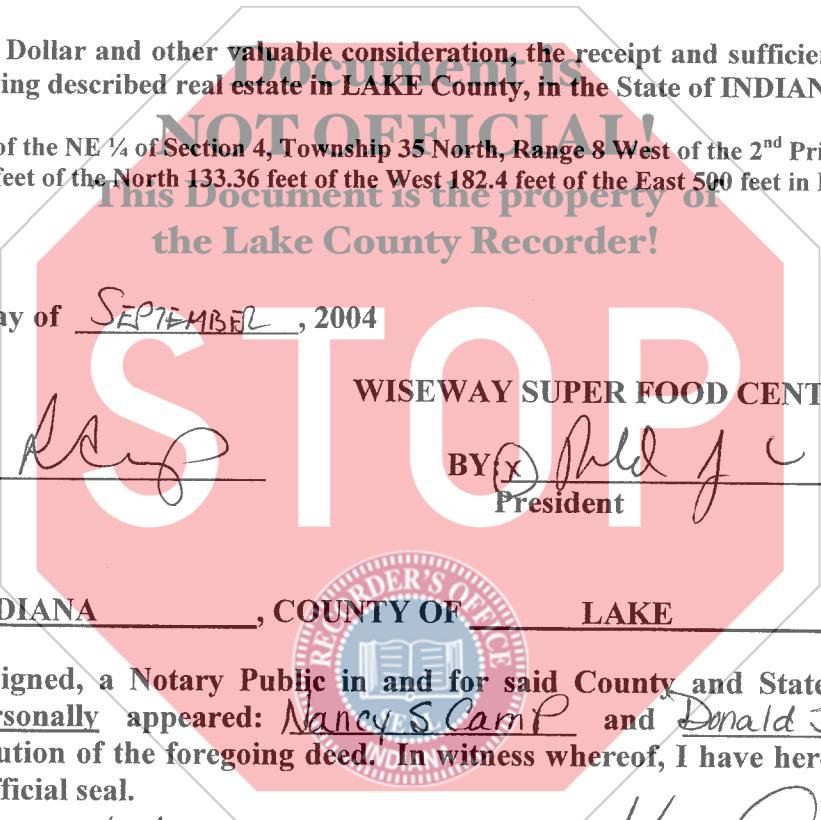 Dollar and other valuable consideration, the receipt and sufficie
Document is
ing described real estate in LAKE County, in the State of INDIAN
NOT OFFICIAL!
of the NE ¼ of Section 4, Township 35 North, Range 8 West of the 2nd Pri
feet of the North 133.36 feet of the West 182.4 feet of the East 500 feet in
This Document is the property of
the Lake County Recorder!
ay of SEPTEMBER, 2004
STOP
WISEWAY SUPER FOOD CENT
BY: x
President
DIANA, COUNTY OF LAKE
RECORDER'S OFFICE
SEAL
INDIANA
igned, a Notary Public in and for said County and State
rsonally appeared: Nancy S Camp and Donald J
ution of the foregoing deed. In witness whereof, I have her
ficial seal.